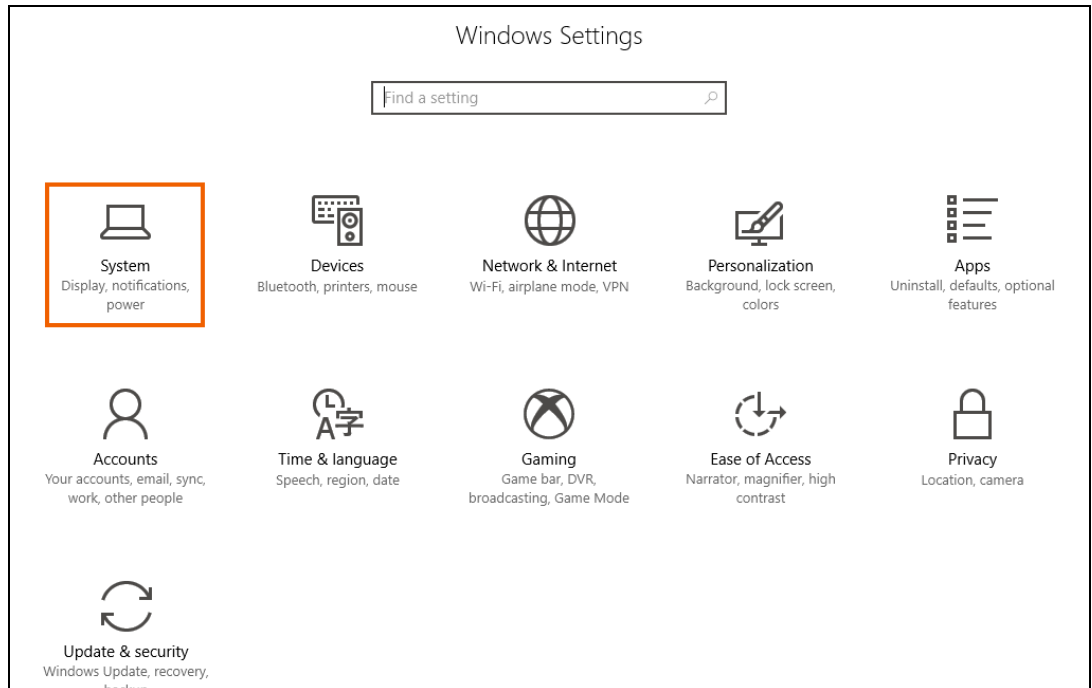 Windows Settings
Find a setting
System
Display, notifications,
power
Devices
Bluetooth, printers, mouse
Network & Internet
Wi-Fi, airplane mode, VPN
Personalization
Background, lock screen,
colors
Apps
Uninstall, defaults, optional
features
Accounts
Your accounts, email, sync,
work, other people
Time & language
Speech, region, date
Gaming
Game bar, DVR,
broadcasting, Game Mode
Ease of Access
Narrator, magnifier, high
contrast
Privacy
Location, camera
Update & security
Windows Update, recovery,